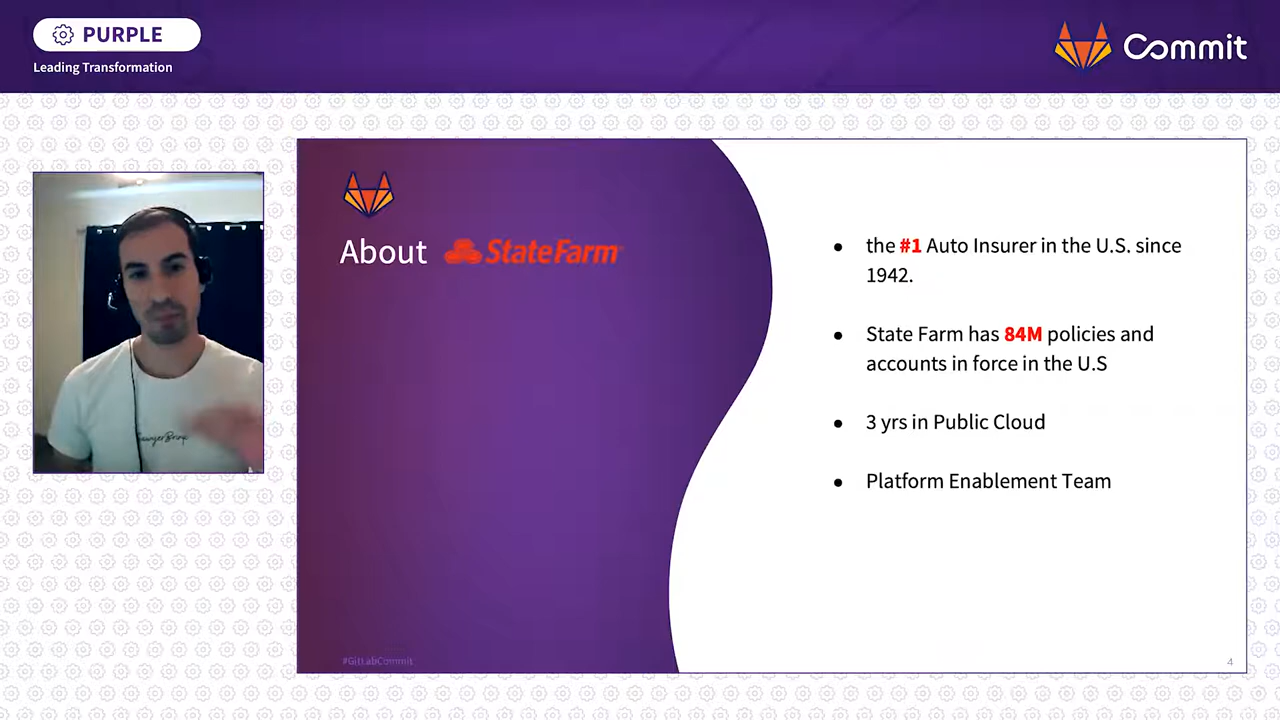 PURPLE
Leading Transformation
Commit
About StateFarm
the #1 Auto Insurer in the U.S. since
1942.
State Farm has 84M policies and
accounts in force in the U.S
3 yrs in Public Cloud
Platform Enablement Team
#GitLabCommit
4